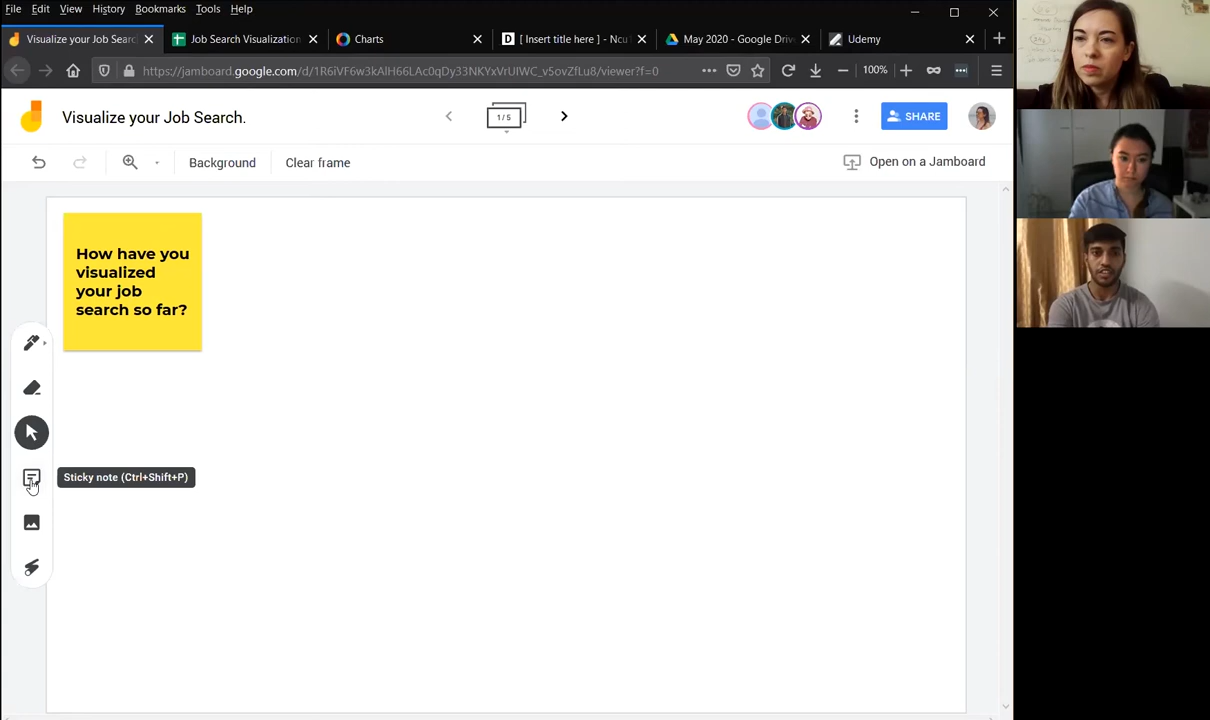 File Edit View History Bookmarks Tools Help
Visualize your Job Searc
Job Search Visualization
Charts
[ Insert title here ] - Ncu
May 2020 - Google Driv
Udemy
https://jamboard.google.com/d/1R6iVF6w3kAlH66LAc0qDy33NKYxVrUIWC_v5ovZfLu8/viewer?f=0
100%
Visualize your Job Search.
1/5
SHARE
Background
Clear frame
Open on a Jamboard
How have you
visualized
your job
search so far?
Sticky note (Ctrl+Shift+P)